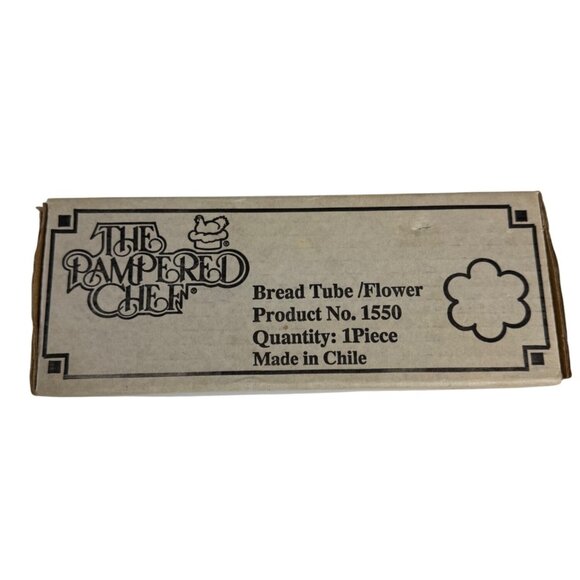 THE
PAMPERED
CHEF®
®
Bread Tube /Flower
Product No. 1550
Quantity: 1Piece
Made in Chile